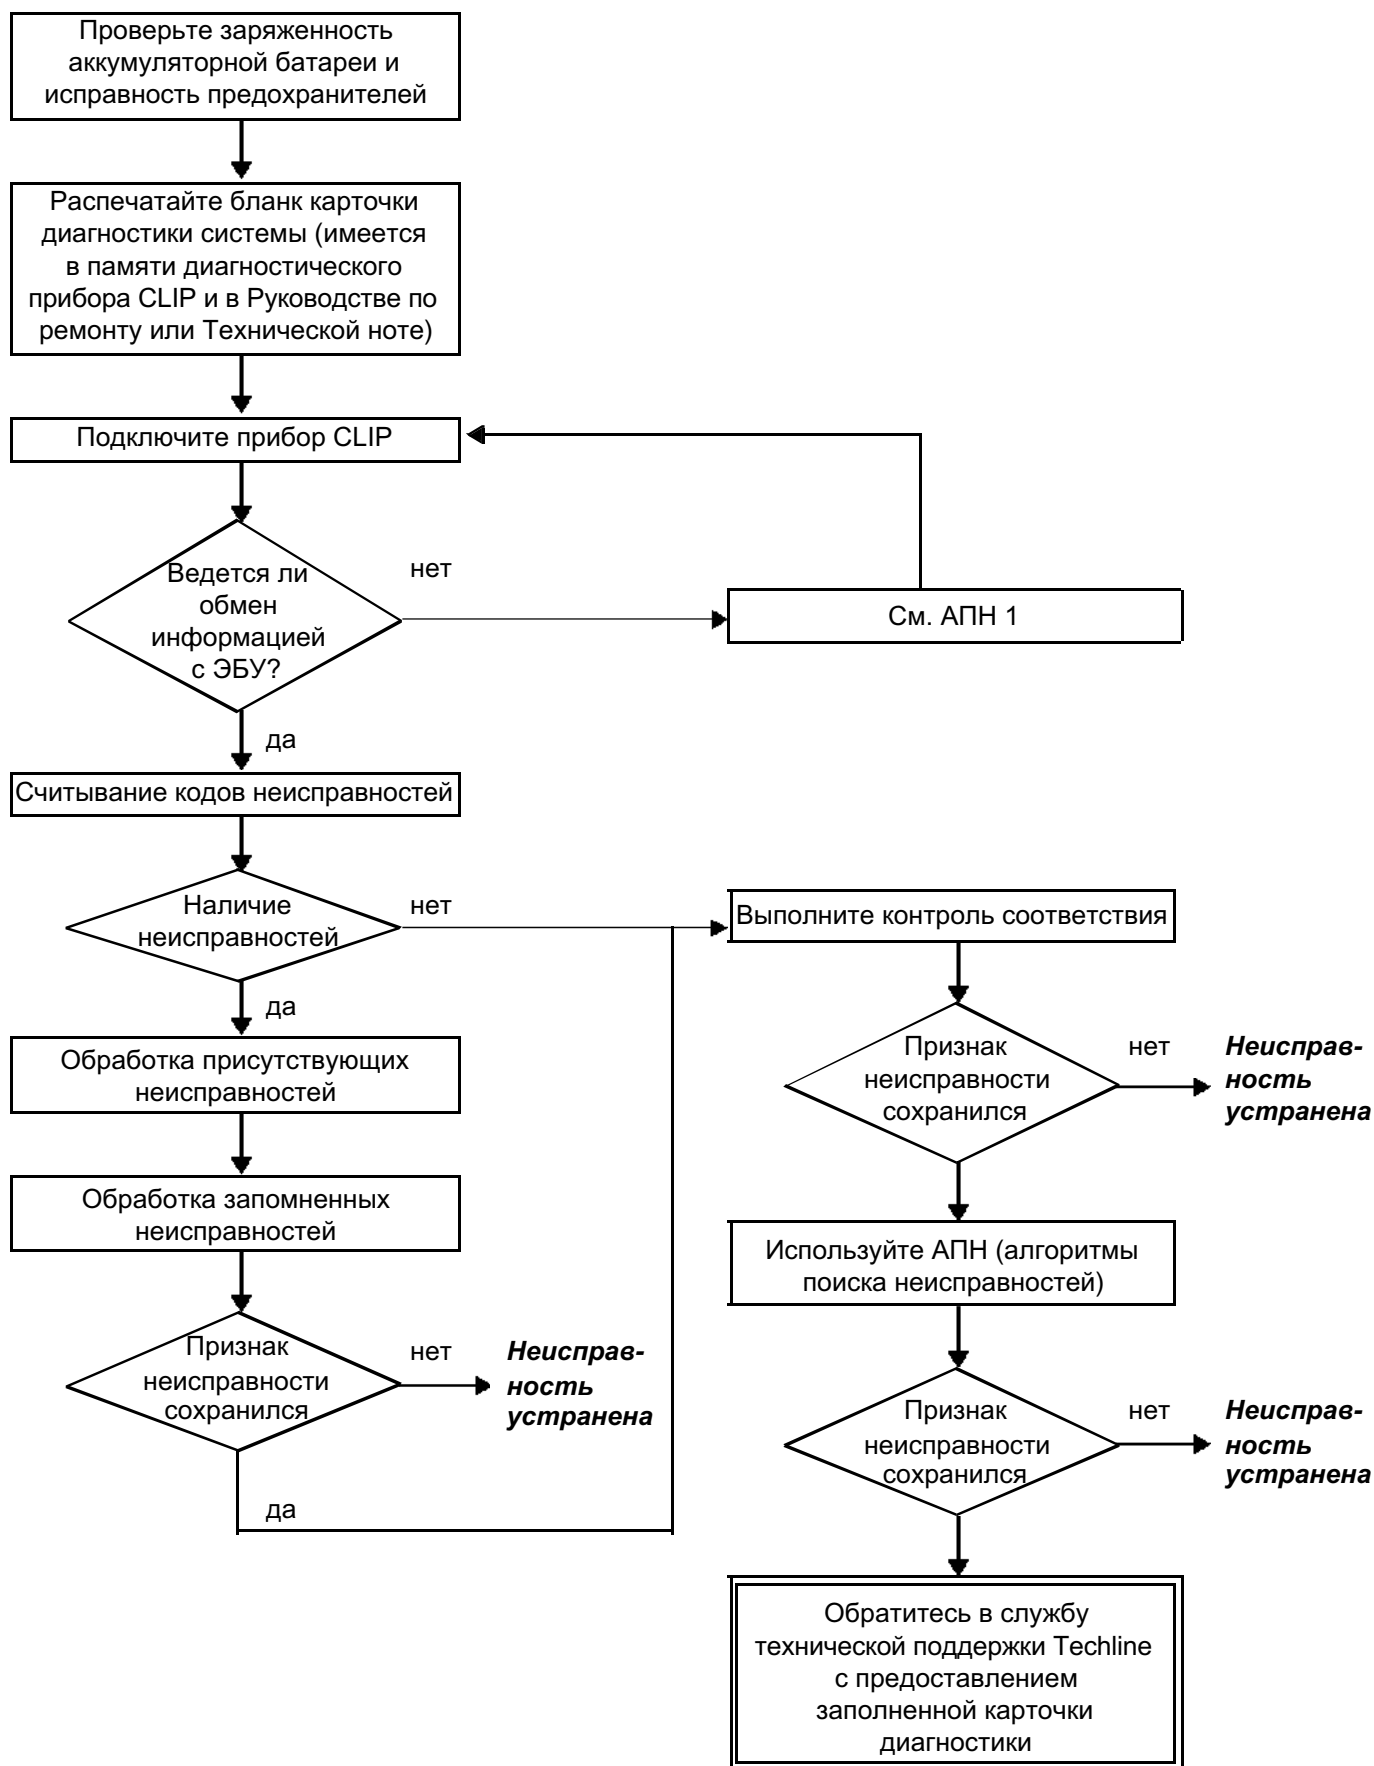 Проверьте заряженность
аккумуляторной батареи и
исправность предохранителей
Распечатайте бланк карточки
диагностики системы (имеется
в памяти диагностического
прибора CLIP и в Руководстве по
ремонту или Технической ноте)
Подключите прибор CLIP
Ведется ли
обмен
информацией
с ЭБУ?
нет
См. АПН 1
да
Считывание кодов неисправностей
Наличие
неисправностей
нет
да
Обработка присутствующих
неисправностей
Обработка запомненных
неисправностей
Признак
неисправности
сохранился
нет
Неисправ-
ность
устранена
да
Выполните контроль соответствия
Признак
неисправности
сохранился
нет
Неисправ-
ность
устранена
Используйте АПН (алгоритмы
поиска неисправностей)
Признак
неисправности
сохранился
нет
Неисправ-
ность
устранена
Обратитесь в службу
технической поддержки Techline
с предоставлением
заполненной карточки
диагностики